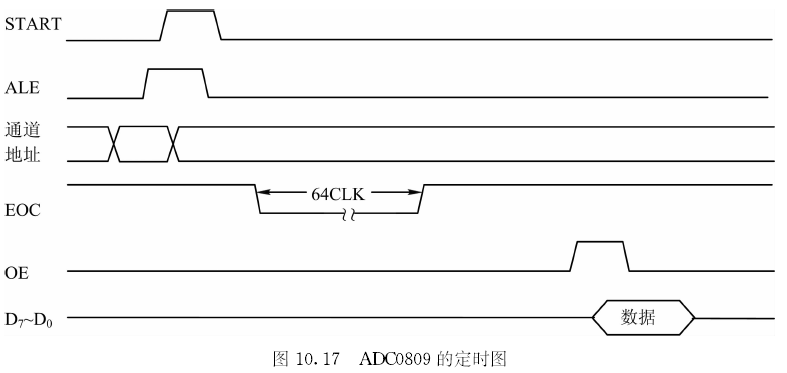 START
ALE
通道
地址
64CLK
EOC
OE
D7~D0
数据
图 10.17 ADC0809 的定时图